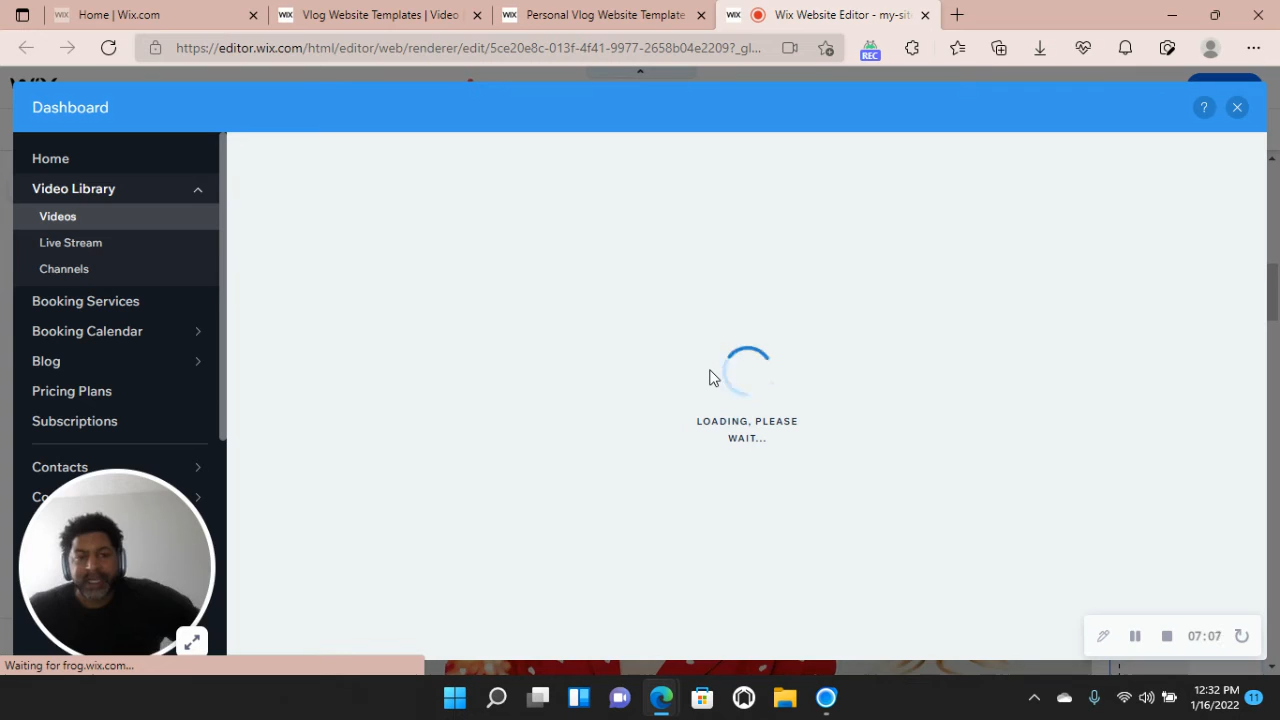 Home | Wix.com
Vlog Website Templates | Video
Personal Vlog Website Template
Wix Website Editor - my-sit
https://editor.wix.com/html/editor/web/renderer/edit/5ce20e8c-013f-4f41-9977-2658b04e2209?_gl...
REC
Dashboard
Home
Video Library
Videos
Live Stream
Channels
Booking Services
Booking Calendar
Blog
Pricing Plans
Subscriptions
Contacts
LOADING, PLEASE
WAIT...
07:07
Waiting for frog.wix.com...
12:32 PM
1/16/2022
11